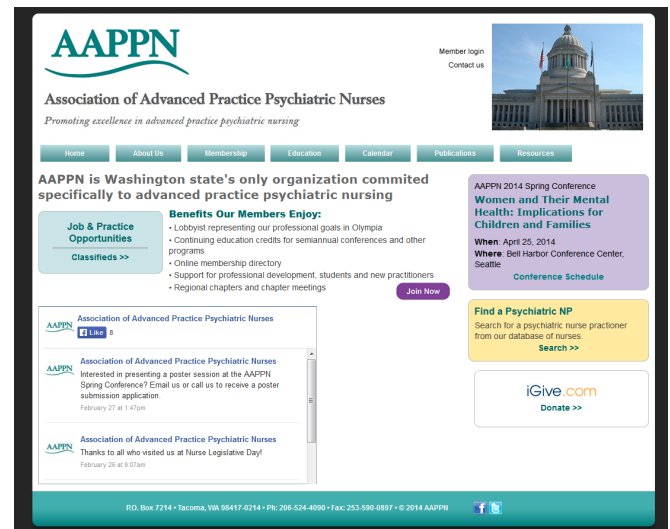 AAPPN
Member login
Contact us
Association of Advanced Practice Psychiatric Nurses
Promoting excellence in advanced practice psychiatric nursing
Home
About Us
Membership
Education
Calendar
Publications
Resources
AAPPN is Washington state's only organization commited
specifically to advanced practice psychiatric nursing
Job & Practice
Opportunities
Classifieds >>
Benefits Our Members Enjoy:
• Lobbyist representing our professional goals in Olympia
• Continuing education credits for semiannual conferences and other
programs
• Online membership directory
• Support for professional development, students and new practitioners
• Regional chapters and chapter meetings
Join Now
AAPPN
Association of Advanced Practice Psychiatric Nurses
Like 8
AAPPN
Association of Advanced Practice Psychiatric Nurses
Interested in presenting a poster session at the AAPPN
Spring Conference? Email us or call us to receive a poster
submission application.
February 27 at 1:47pm
AAPPN
Association of Advanced Practice Psychiatric Nurses
Thanks to all who visited us at Nurse Legislative Day!
February 26 at 9:07am
AAPPN 2014 Spring Conference
Women and Their Mental
Health: Implications for
Children and Families
When: April 25, 2014
Where: Bell Harbor Conference Center,
Seattle
Conference Schedule
Find a Psychiatric NP
Search for a psychiatric nurse practioner
from our database of nurses.
Search >>
iGive.com
Donate >>
P.O. Box 7214 • Tacoma, WA 98417-0214 • Ph: 206-524-4090 • Fax: 253-590-0897 • © 2014 AAPPN